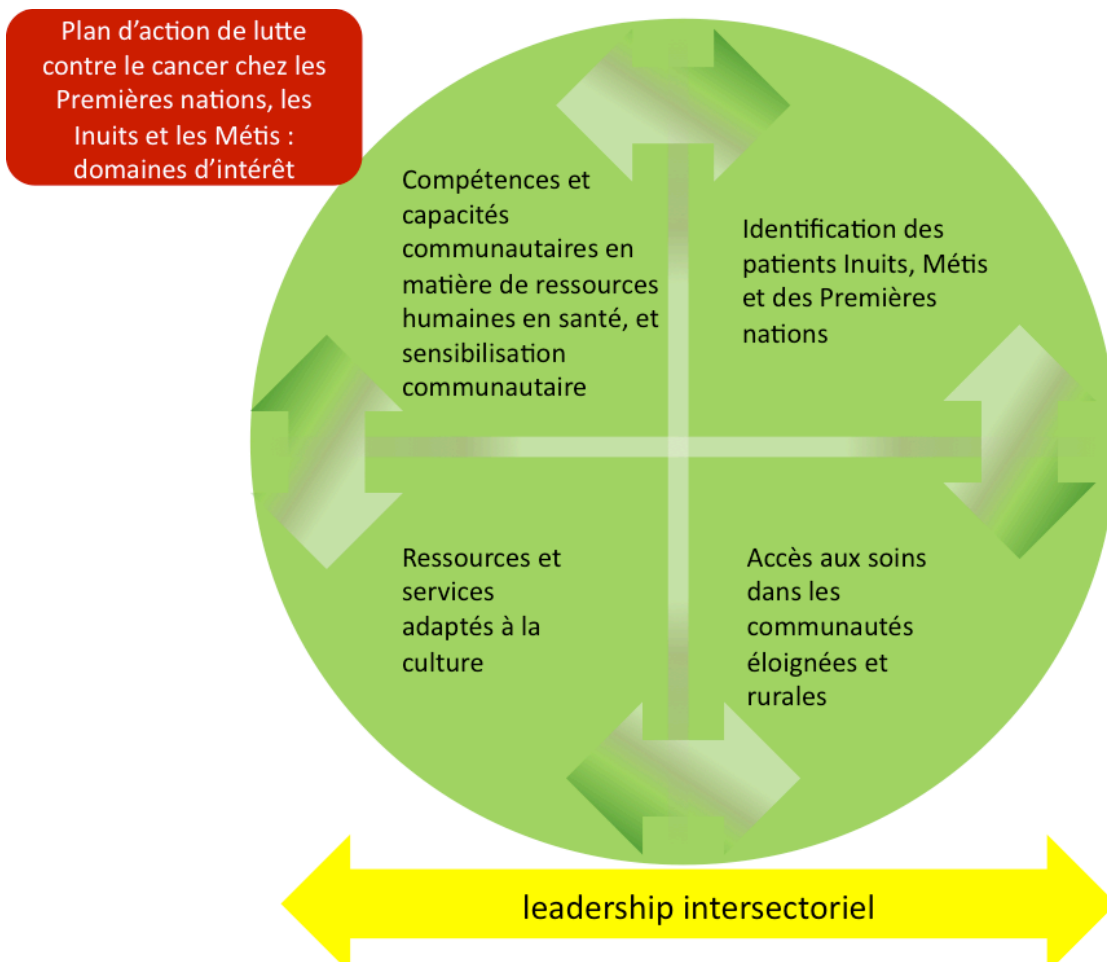 Plan d’action de lutte
contre le cancer chez les
Premières nations, les
Inuits et les Métis :
domaines d’intérêt
Compétences et
capacités
communautaires en
matière de ressources
humaines en santé, et
sensibilisation
communautaire
Identification des
patients Inuits, Métis
et des Premières
nations
Ressources et
services
adaptés à la
culture
Accès aux soins
dans les
communautés
éloignées et
rurales
leadership intersectoriel